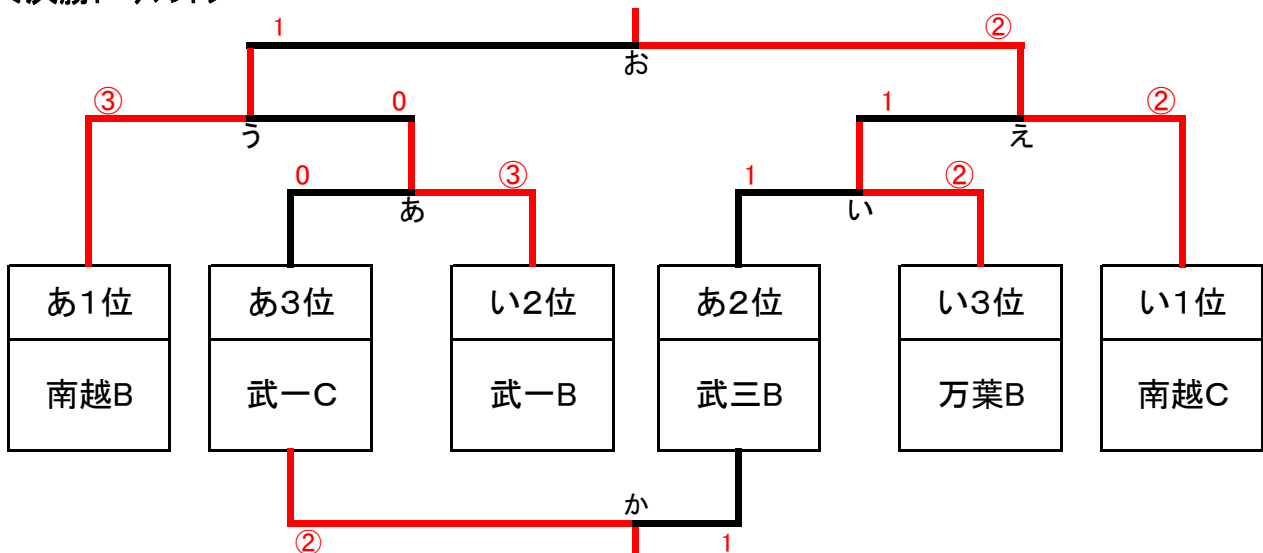 1 ②
お
③ 0 1 ②
う え
0 ③ 1 ②
あ い
あ1位 あ3位 い2位 あ2位 い3位 い1位
南越B 武一C 武一B 武三B 万葉B 南越C
か
② 1